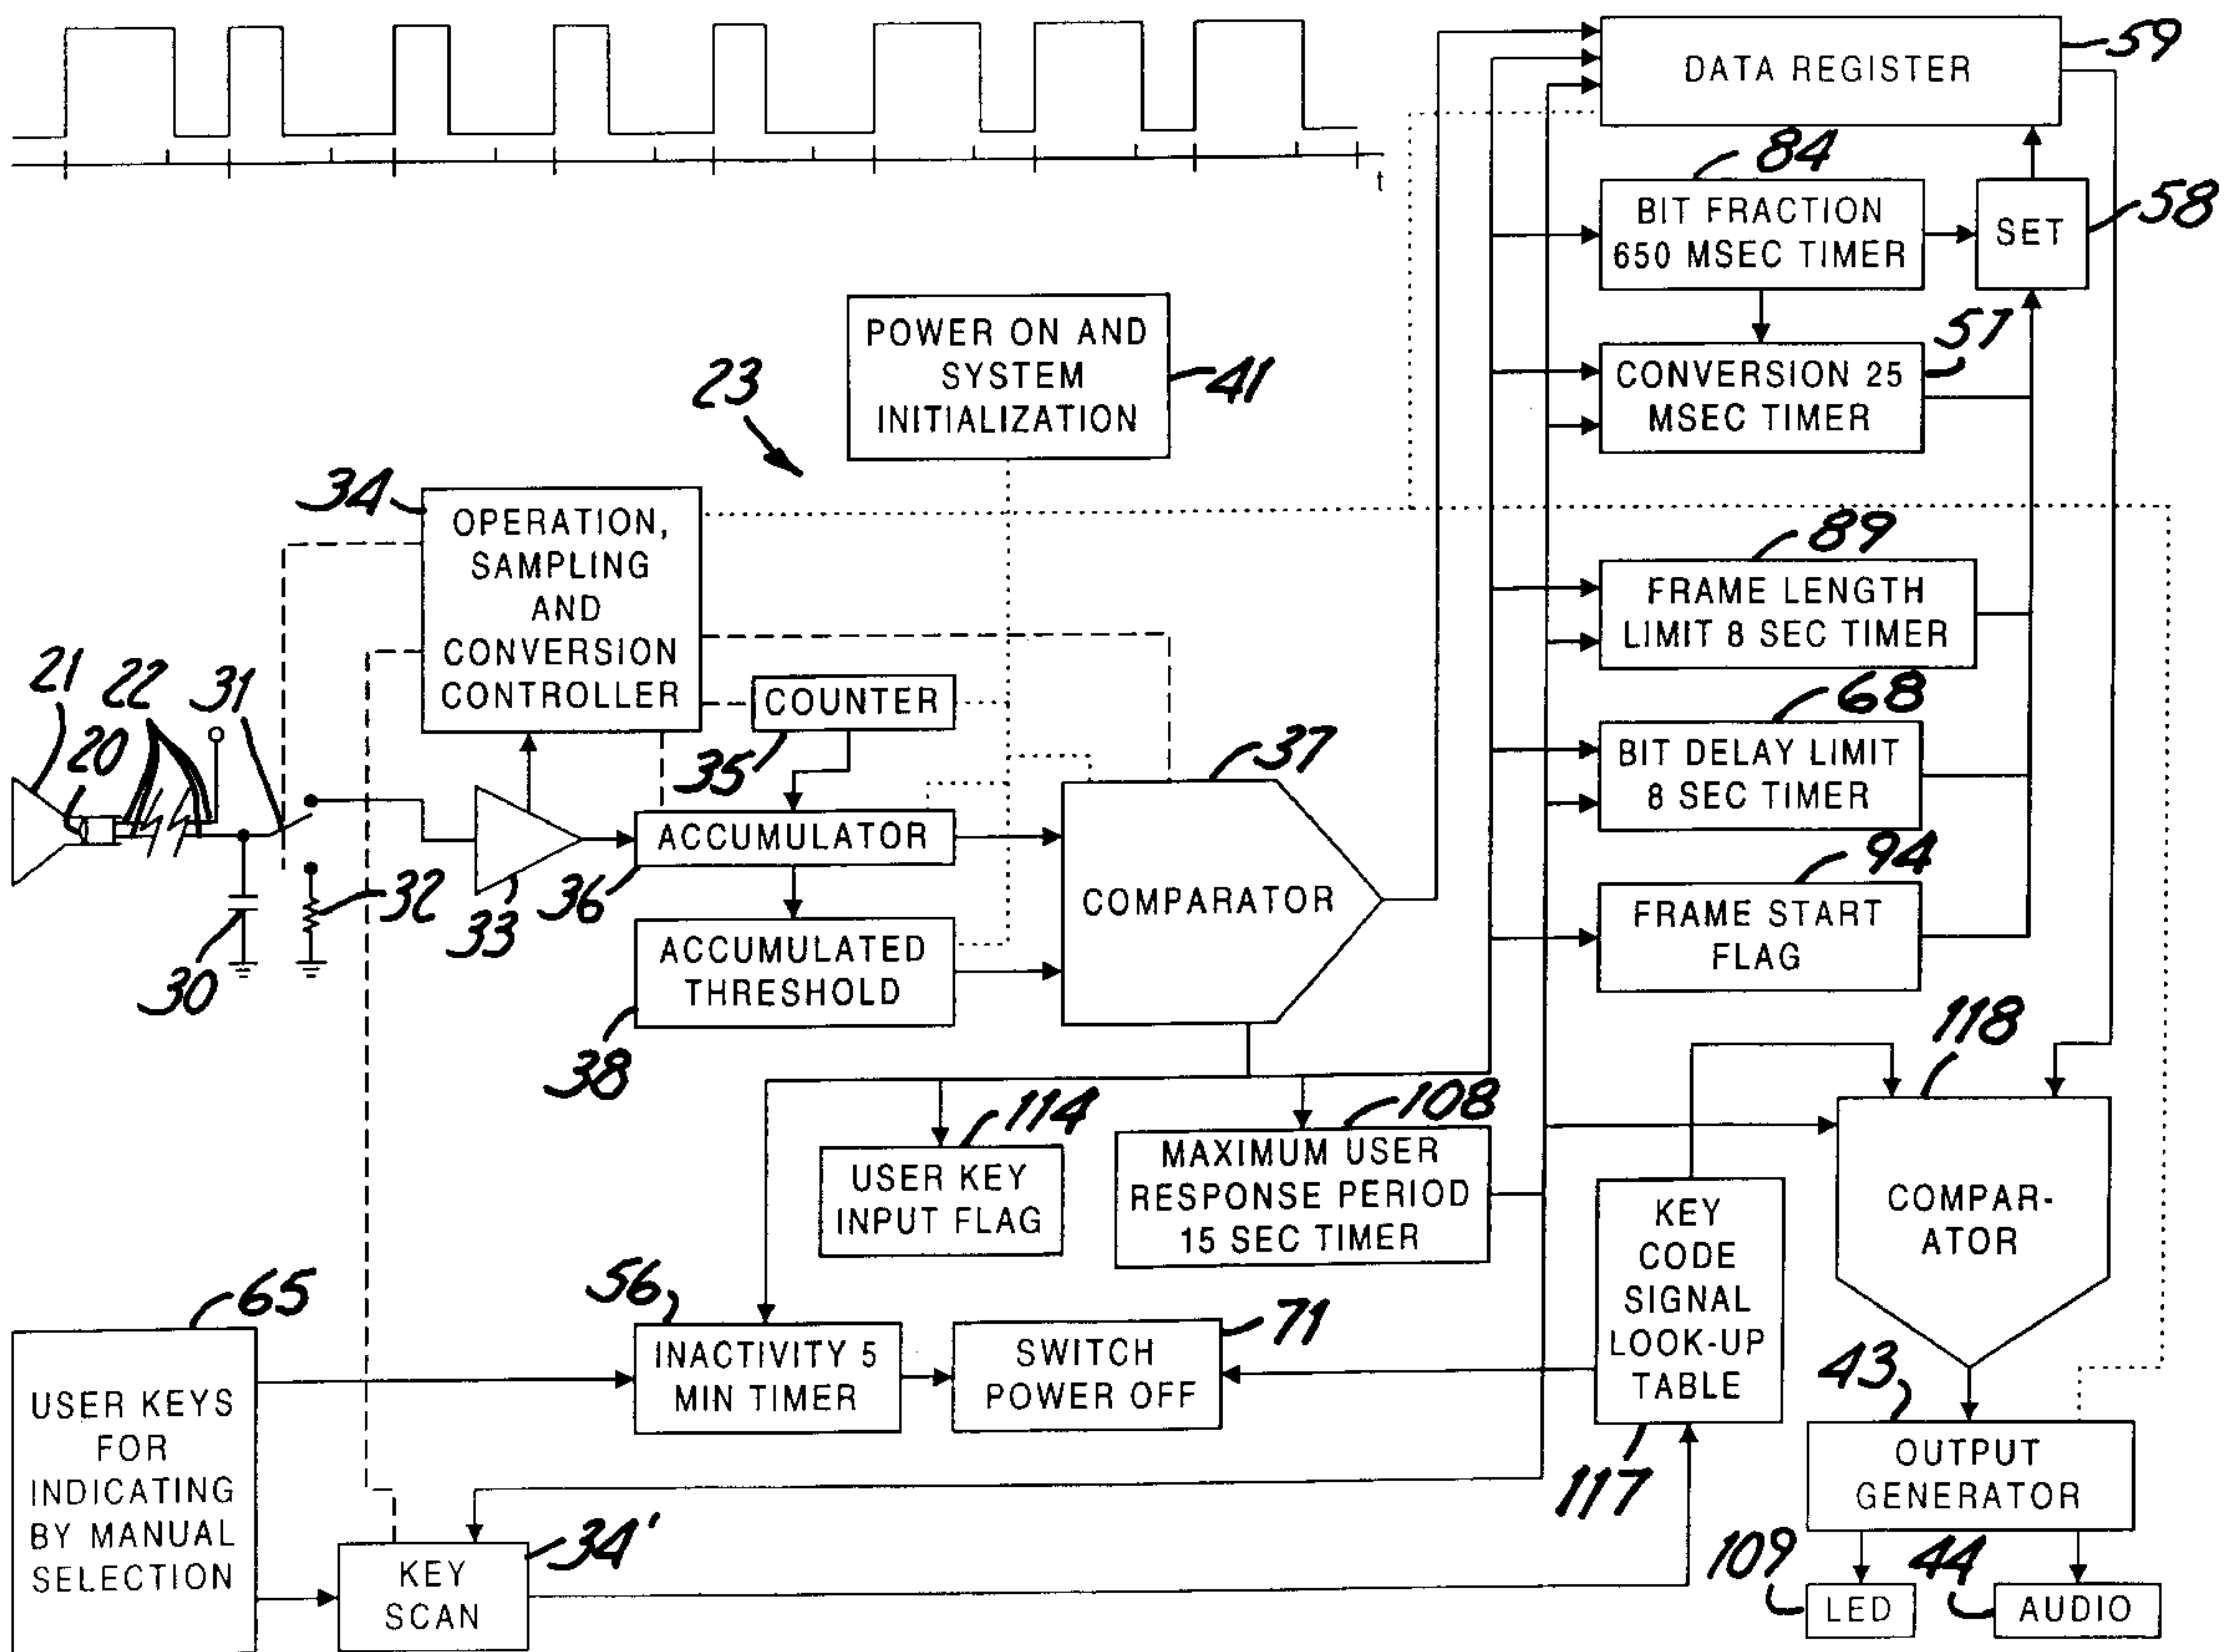 t
DATA REGISTER
59
84
BIT FRACTION
650 MSEC TIMER
SET
58
POWER ON AND
SYSTEM
INITIALIZATION
41
23
57
CONVERSION 25
MSEC TIMER
34
OPERATION,
SAMPLING
AND
CONVERSION
CONTROLLER
89
FRAME LENGTH
LIMIT 8 SEC TIMER
21
22
31
20
COUNTER
35
37
68
BIT DELAY LIMIT
8 SEC TIMER
ACCUMULATOR
36
33
32
30
COMPARATOR
94
FRAME START
FLAG
ACCUMULATED
THRESHOLD
38
118
114
USER KEY
INPUT FLAG
108
MAXIMUM USER
RESPONSE PERIOD
15 SEC TIMER
KEY
CODE
SIGNAL
LOOK-UP
TABLE
117
COMPAR-
ATOR
65
USER KEYS
FOR
INDICATING
BY MANUAL
SELECTION
56
INACTIVITY 5
MIN TIMER
71
SWITCH
POWER OFF
43
OUTPUT
GENERATOR
34'
KEY
SCAN
109
LED
44
AUDIO